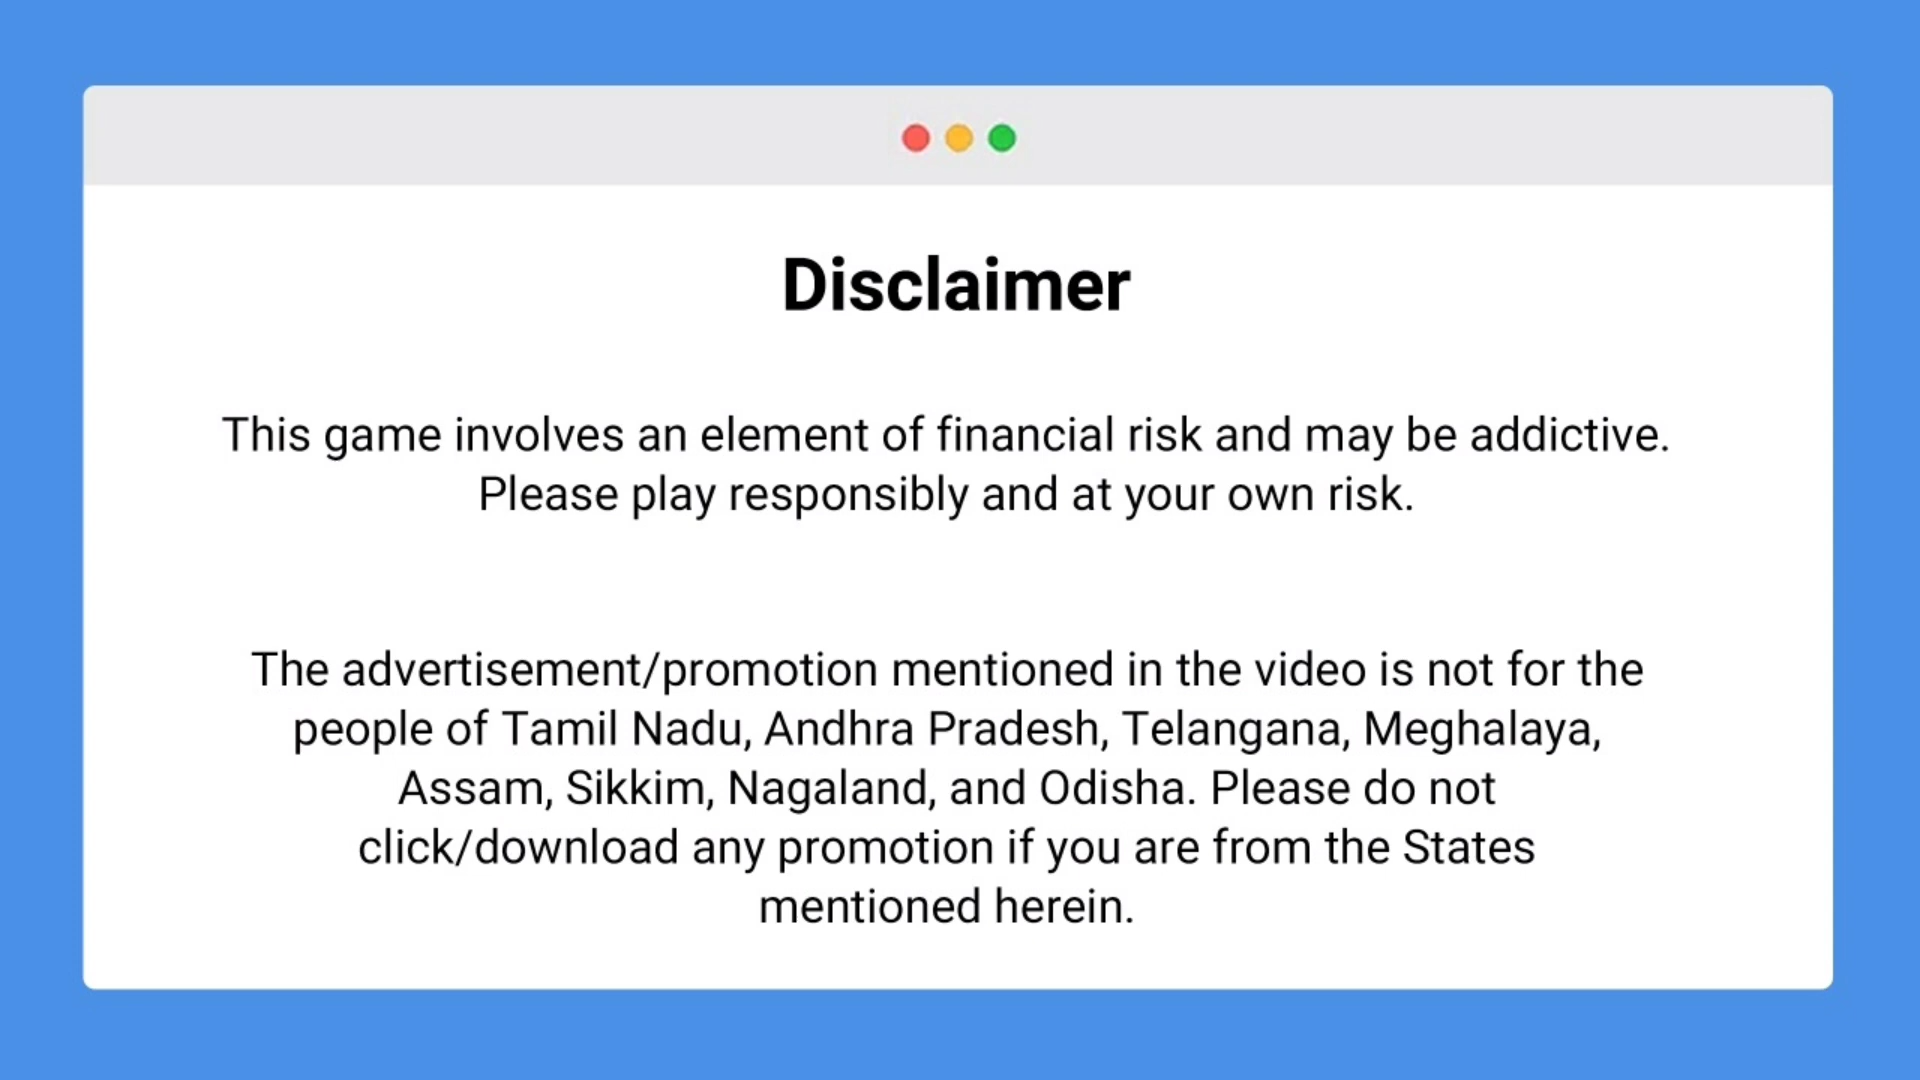 Disclaimer
This game involves an element of financial risk and may be addictive.
Please play responsibly and at your own risk.
The advertisement/promotion mentioned in the video is not for the
people of Tamil Nadu, Andhra Pradesh, Telangana, Meghalaya,
Assam, Sikkim, Nagaland, and Odisha. Please do not
click/download any promotion if you are from the States
mentioned herein.